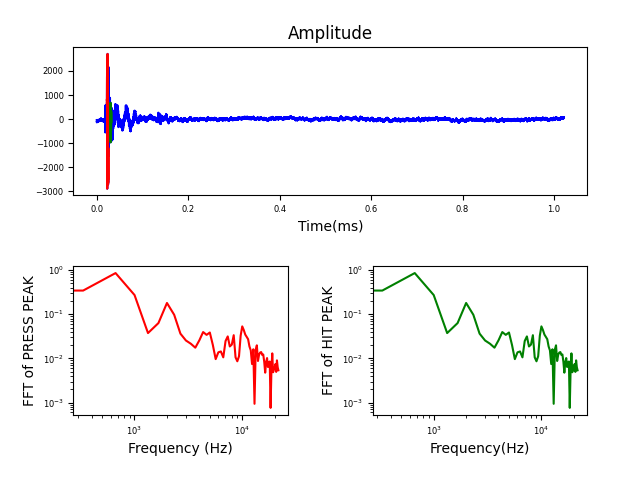 Amplitude
2000
1000
0
−1000
−2000
−3000
0.0 0.2 0.4 0.6 0.8 1.0
Time(ms)
FFT of PRESS PEAK
10⁰
10⁻¹
10⁻²
10⁻³
10³ 10⁴
Frequency (Hz)
FFT of HIT PEAK
10⁰
10⁻¹
10⁻²
10⁻³
10³ 10⁴
Frequency(Hz)